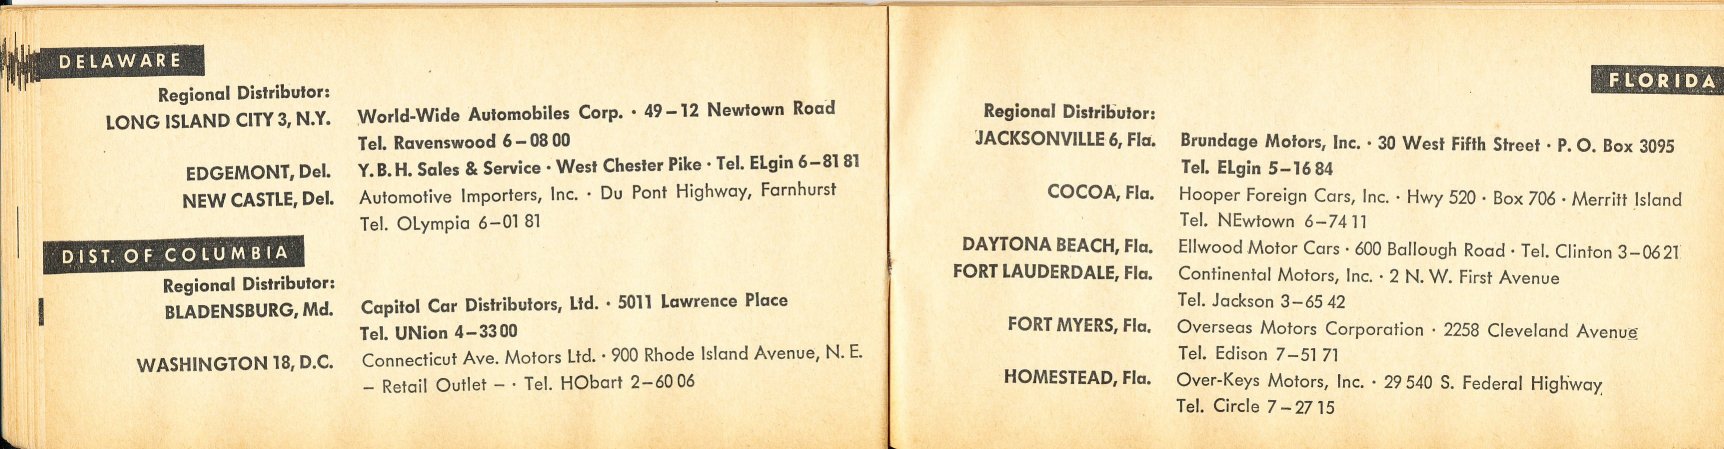 DELAWARE
Regional Distributor:
LONG ISLAND CITY 3, N.Y. World-Wide Automobiles Corp. · 49–12 Newtown Road
Tel. Ravenswood 6–08 00
EDGEMONT, Del. Y. B. H. Sales & Service · West Chester Pike · Tel. ELgin 6–81 81
NEW CASTLE, Del. Automotive Importers, Inc. · Du Pont Highway, Farnhurst
Tel. OLympia 6–01 81
DIST. OF COLUMBIA
Regional Distributor:
BLADENSBURG, Md. Capitol Car Distributors, Ltd. · 5011 Lawrence Place
Tel. UNion 4–33 00
WASHINGTON 18, D.C. Connecticut Ave. Motors Ltd. · 900 Rhode Island Avenue, N. E.
– Retail Outlet – · Tel. HObart 2–60 06
FLORIDA
Regional Distributor:
JACKSONVILLE 6, Fla. Brundage Motors, Inc. · 30 West Fifth Street · P. O. Box 3095
Tel. ELgin 5–16 84
COCOA, Fla. Hooper Foreign Cars, Inc. · Hwy 520 · Box 706 · Merritt Island
Tel. NEwtown 6–74 11
DAYTONA BEACH, Fla. Ellwood Motor Cars · 600 Ballough Road · Tel. Clinton 3–06 21
FORT LAUDERDALE, Fla. Continental Motors, Inc. · 2 N. W. First Avenue
Tel. Jackson 3–65 42
FORT MYERS, Fla. Overseas Motors Corporation · 2258 Cleveland Avenue
Tel. Edison 7–51 71
HOMESTEAD, Fla. Over-Keys Motors, Inc. · 29 540 S. Federal Highway
Tel. Circle 7–27 15